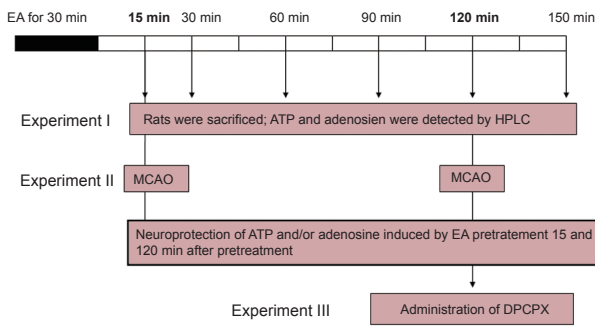 EA for 30 min 15 min 30 min 60 min 90 min 120 min 150 min
Experiment I
Rats were sacrificed; ATP and adenosien were detected by HPLC
Experiment II
MCAO
MCAO
Neuroprotection of ATP and/or adenosine induced by EA pretratement 15 and
120 min after pretreatment
Experiment III
Administration of DPCPX